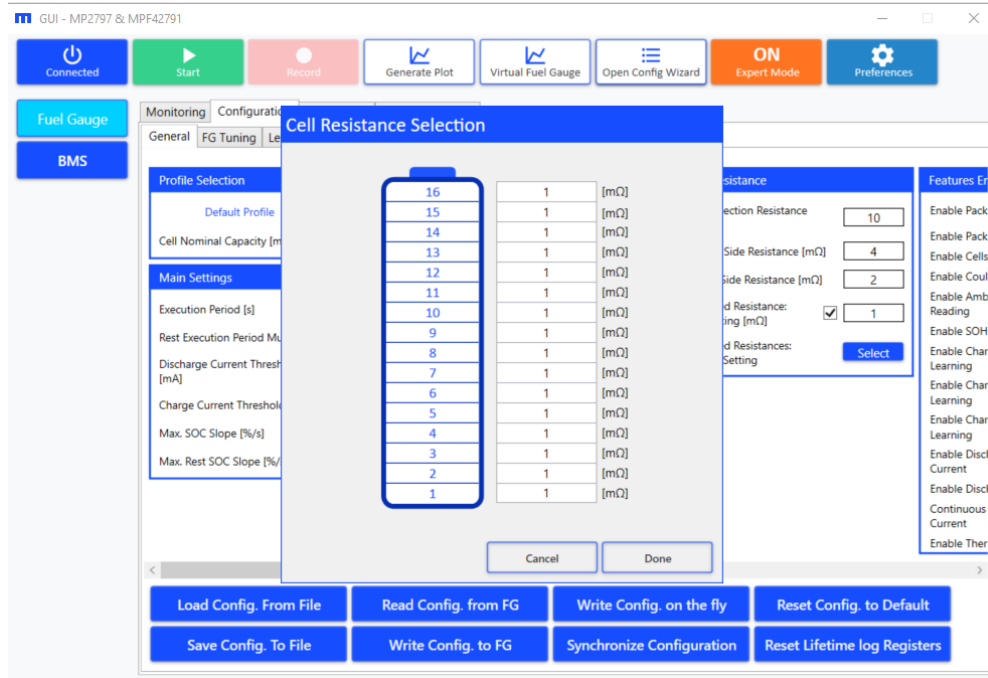 GUI - MP2797 & MPF42791
Connected
Start
Record
Generate Plot
Virtual Fuel Gauge
Open Config Wizard
ON
Expert Mode
Preferences
Fuel Gauge
BMS
Monitoring
Configuratio
General
FG Tuning
Le
Profile Selection
Default Profile
Cell Nominal Capacity [m
Main Settings
Execution Period [s]
Rest Execution Period Mu
Discharge Current Thresh
[mA]
Charge Current Threshold
Max. SOC Slope [%/s]
Max. Rest SOC Slope [%/
Cell Resistance Selection
16 1 [mΩ]
15 1 [mΩ]
14 1 [mΩ]
13 1 [mΩ]
12 1 [mΩ]
11 1 [mΩ]
10 1 [mΩ]
9 1 [mΩ]
8 1 [mΩ]
7 1 [mΩ]
6 1 [mΩ]
5 1 [mΩ]
4 1 [mΩ]
3 1 [mΩ]
2 1 [mΩ]
1 1 [mΩ]
Cancel
Done
sistance
ection Resistance 10
Side Resistance [mΩ] 4
ide Resistance [mΩ] 2
d Resistance:
ing [mΩ] 1
d Resistances:
Setting
Select
Features En
Enable Pack
Enable Pack
Enable Cells
Enable Coul
Enable Amb
Reading
Enable SOH
Enable Char
Learning
Enable Char
Learning
Enable Char
Learning
Enable Disch
Current
Enable Disch
Continuous
Current
Enable Ther
Load Config. From File
Read Config. from FG
Write Config. on the fly
Reset Config. to Default
Save Config. To File
Write Config. to FG
Synchronize Configuration
Reset Lifetime log Registers